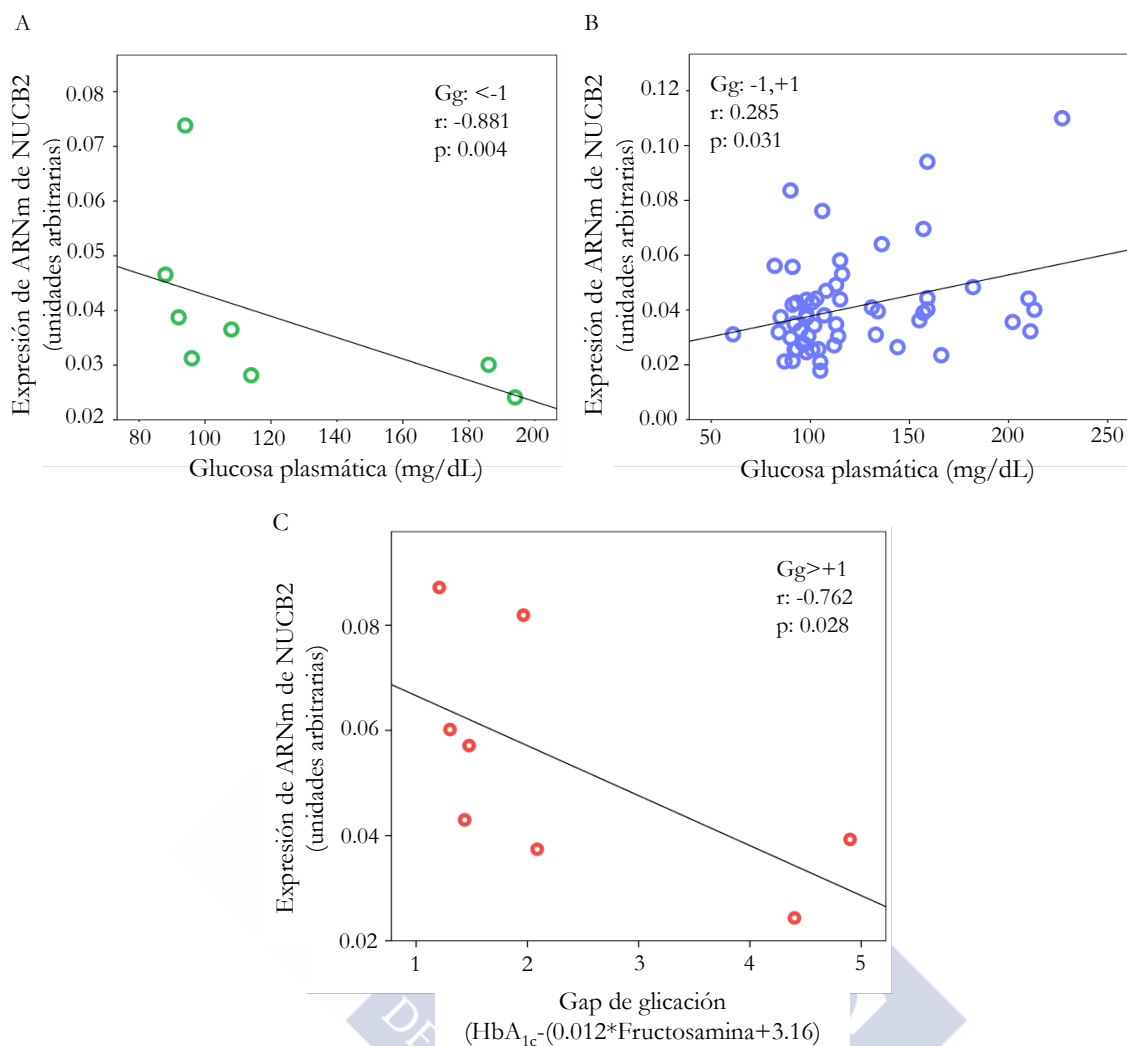 A
Expresión de ARNm de NUCB2
(unidades arbitrarias)
0.08
0.07
0.06
0.05
0.04
0.03
0.02
Gg: <-1
r: -0.881
p: 0.004
80 100 120 140 160 180 200
Glucosa plasmática (mg/dL)
B
Expresión de ARNm de NUCB2
(unidades arbitrarias)
0.12
0.10
0.08
0.06
0.04
0.02
0.00
Gg: -1,+1
r: 0.285
p: 0.031
50 100 150 200 250
Glucosa plasmática (mg/dL)
C
Expresión de ARNm de NUCB2
(unidades arbitrarias)
0.08
0.06
0.04
0.02
Gg>+1
r: -0.762
p: 0.028
1 2 3 4 5
Gap de glicación
(HbA1c-(0.012*Fructosamina+3.16)
DE